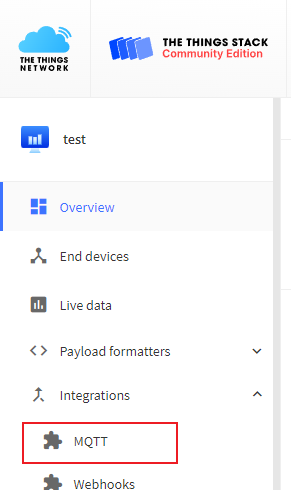 THE THINGS
NETWORK
THE THINGS STACK
Community Edition
test
Overview
End devices
Live data
Payload formatters
Integrations
MQTT
Webhooks